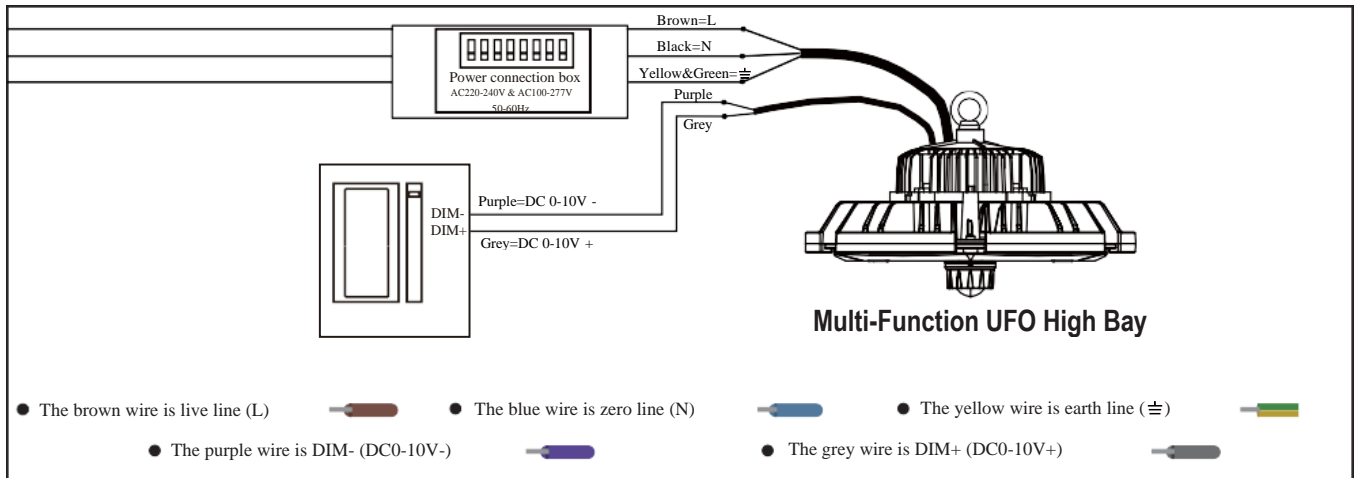 Brown=L
Black=N
Yellow&Green=⏚
Purple
Grey
Power connection box
AC220-240V & AC100-277V
50-60Hz
DIM-
DIM+
Purple=DC 0-10V -
Grey=DC 0-10V +
Multi-Function UFO High Bay
● The brown wire is live line (L)
● The blue wire is zero line (N)
● The yellow wire is earth line (⏚)
● The purple wire is DIM- (DC0-10V-)
● The grey wire is DIM+ (DC0-10V+)